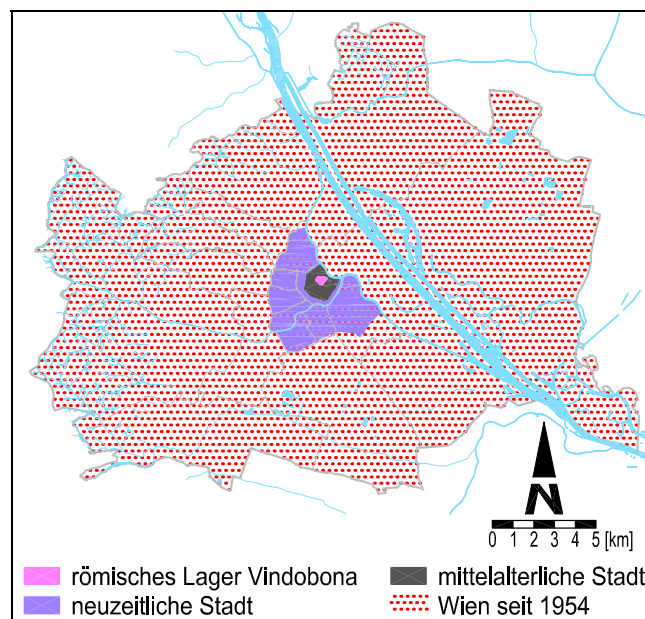 N
0 1 2 3 4 5 [km]
römisches Lager Vindobona
mittelalterliche Stadt
neuzeitliche Stadt
Wien seit 1954